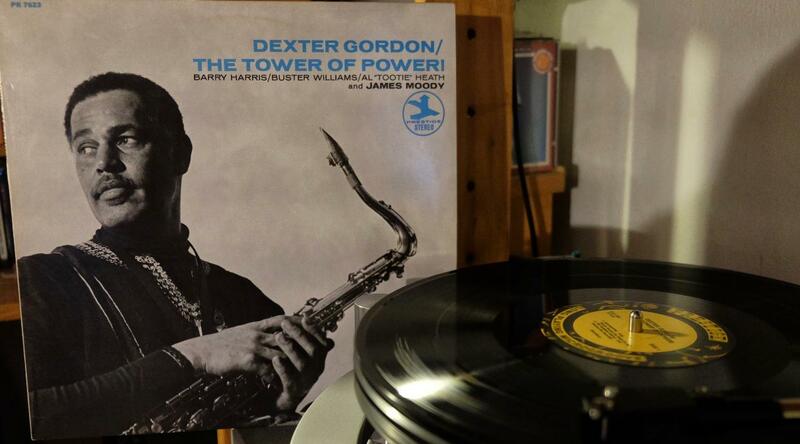 PR 7623
DEXTER GORDON/
THE TOWER OF POWER!
BARRY HARRIS/BUSTER WILLIAMS/AL "TOOTIE" HEATH
and JAMES MOODY
PRESTIGE
STEREO